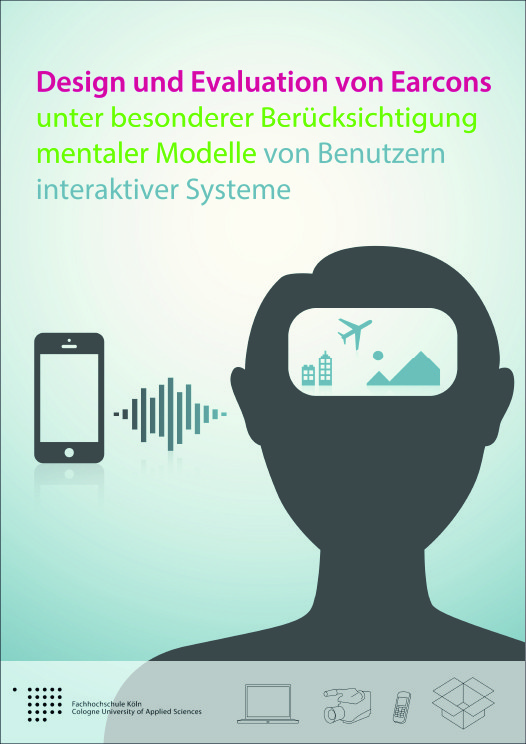 Design und Evaluation von Earcons
unter besonderer Berücksichtigung
mentaler Modelle von Benutzern
interaktiver Systeme
Fachhochschule Köln
Cologne University of Applied Sciences